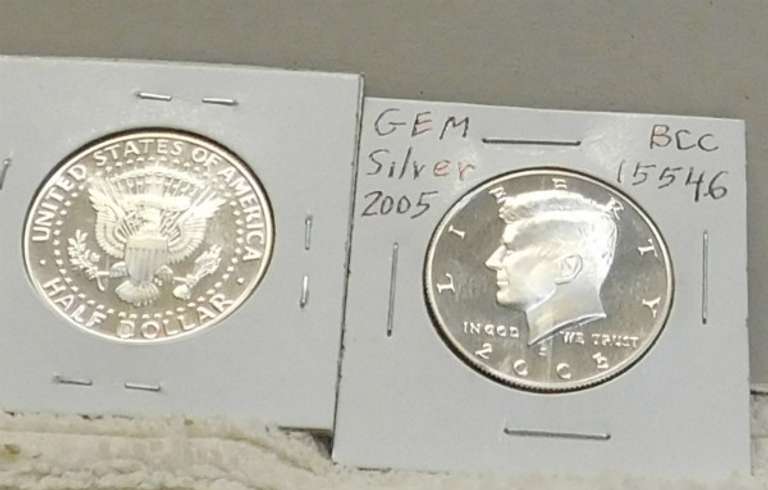 UNITED STATES OF AMERICA
HALF DOLLAR
GEM
Silver
2005
BCC
15546
LIBERTY
IN GOD WE TRUST
S
2005